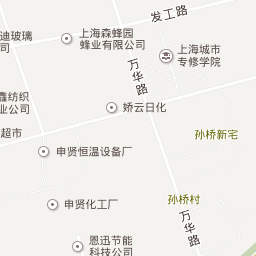 发工路
迪玻璃
司
上海森蜂园
蜂业有限公司
万华路
上海城市
专修学院
鑫纺织
公司
娇云日化
超市
孙桥新宅
申贤恒温设备厂
孙桥村
申贤化工厂
万华路
恩迅节能
科技公司